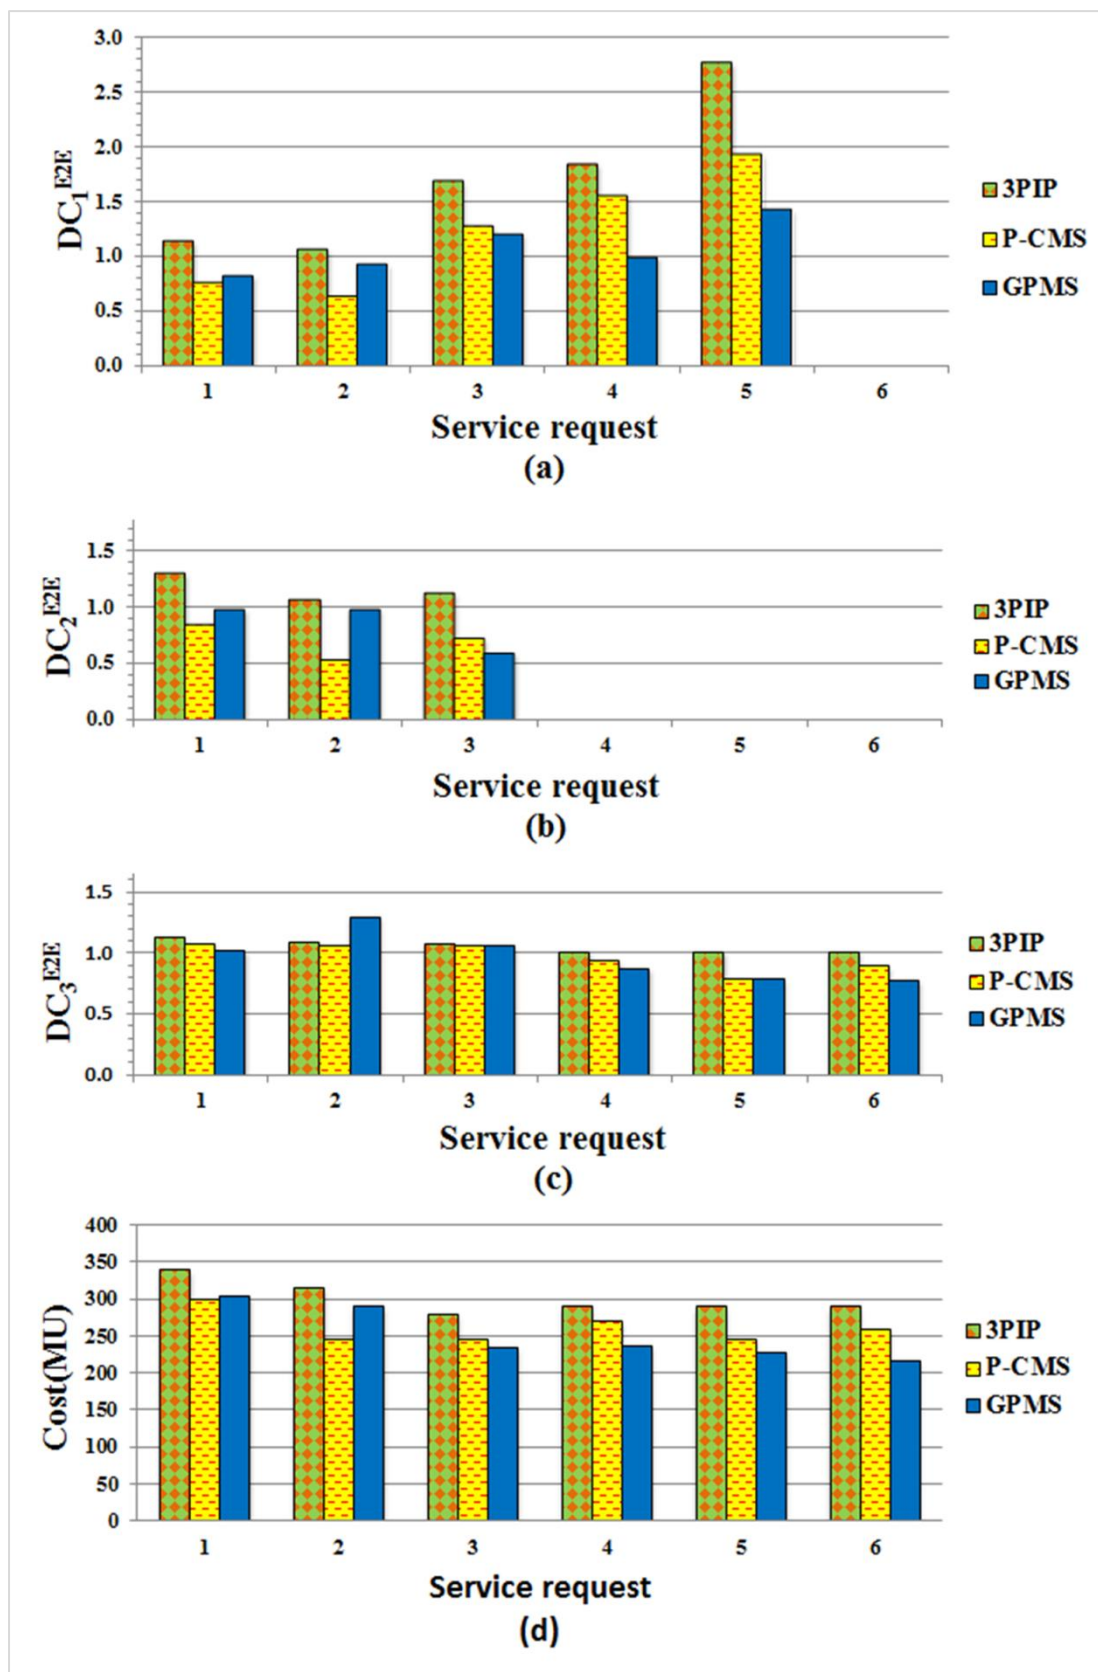 3.0
2.5
2.0
1.5
1.0
0.5
0.0
DC1E2E
1 2 3 4 5 6
Service request
(a)
3PIP
P-CMS
GPMS
1.5
1.0
0.5
0.0
DC2E2E
1 2 3 4 5 6
Service request
(b)
3PIP
P-CMS
GPMS
1.5
1.0
0.5
0.0
DC3E2E
1 2 3 4 5 6
Service request
(c)
3PIP
P-CMS
GPMS
400
350
300
250
200
150
100
50
0
Cost(MU)
1 2 3 4 5 6
Service request
(d)
3PIP
P-CMS
GPMS